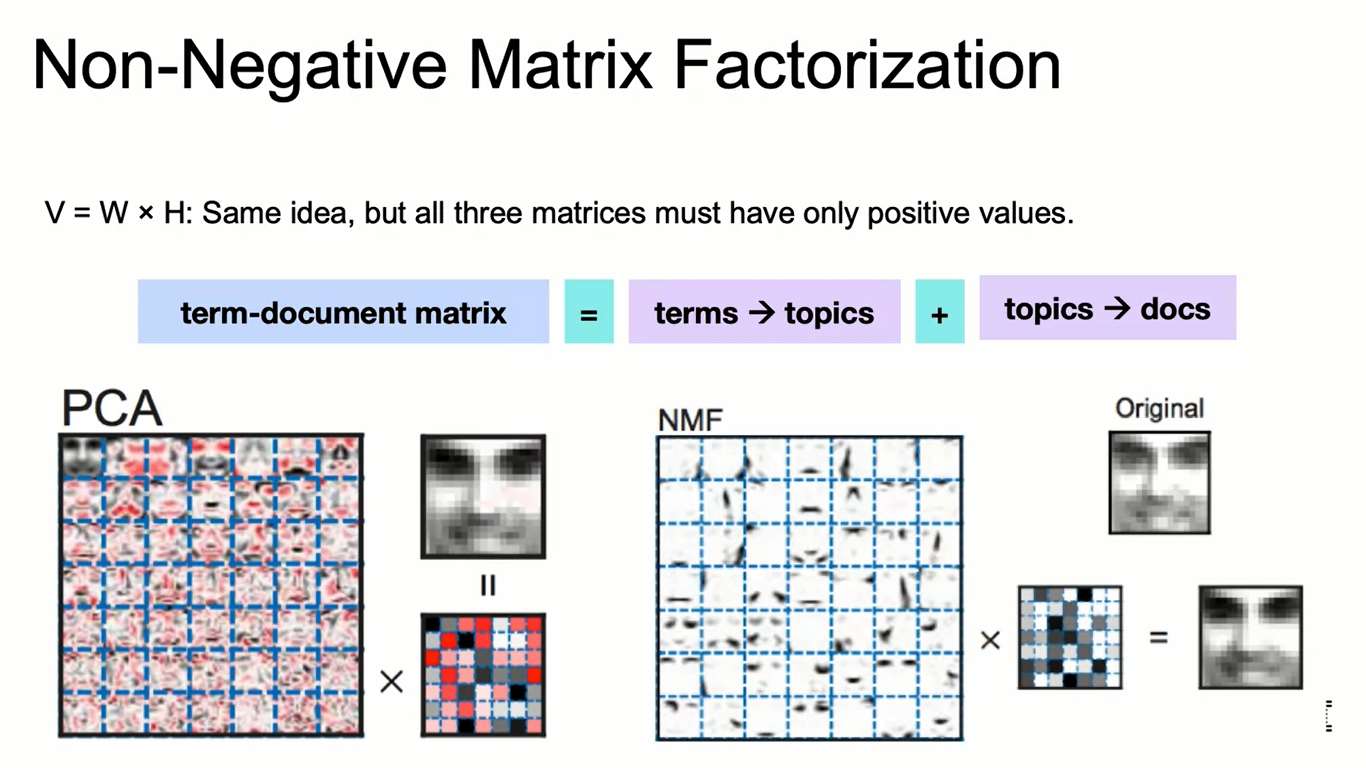 Non-Negative Matrix Factorization
V = W × H: Same idea, but all three matrices must have only positive values.
term-document matrix = terms → topics + topics → docs
PCA
NMF
Original
=
×
× =